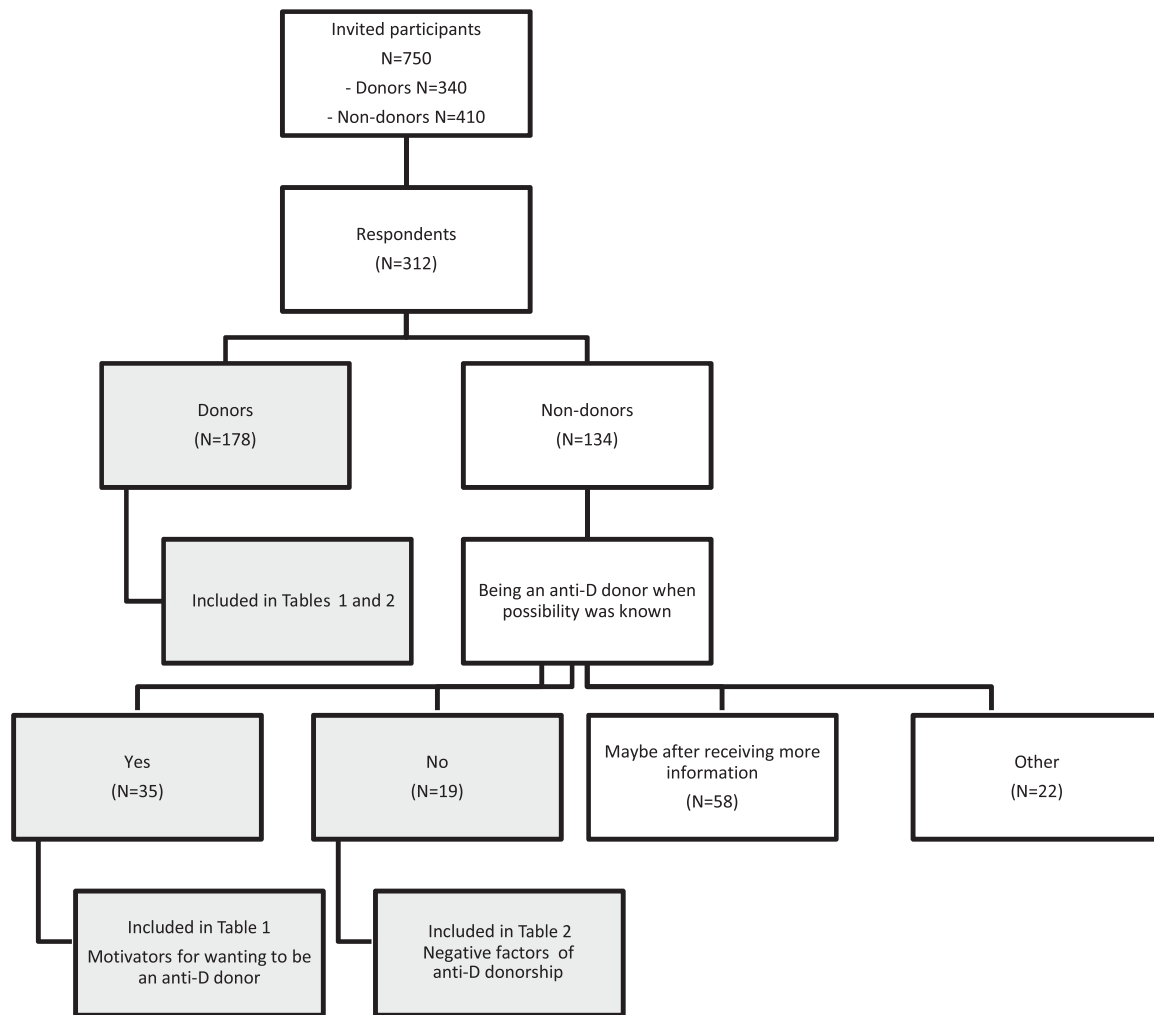 Invited participants
N=750
- Donors N=340
- Non-donors N=410
Respondents
(N=312)
Donors
(N=178)
Non-donors
(N=134)
Included in Tables 1 and 2
Being an anti-D donor when
possibility was known
Yes
(N=35)
No
(N=19)
Maybe after receiving more
information
(N=58)
Other
(N=22)
Included in Table 1
Motivators for wanting to be
an anti-D donor
Included in Table 2
Negative factors of
anti-D donorship